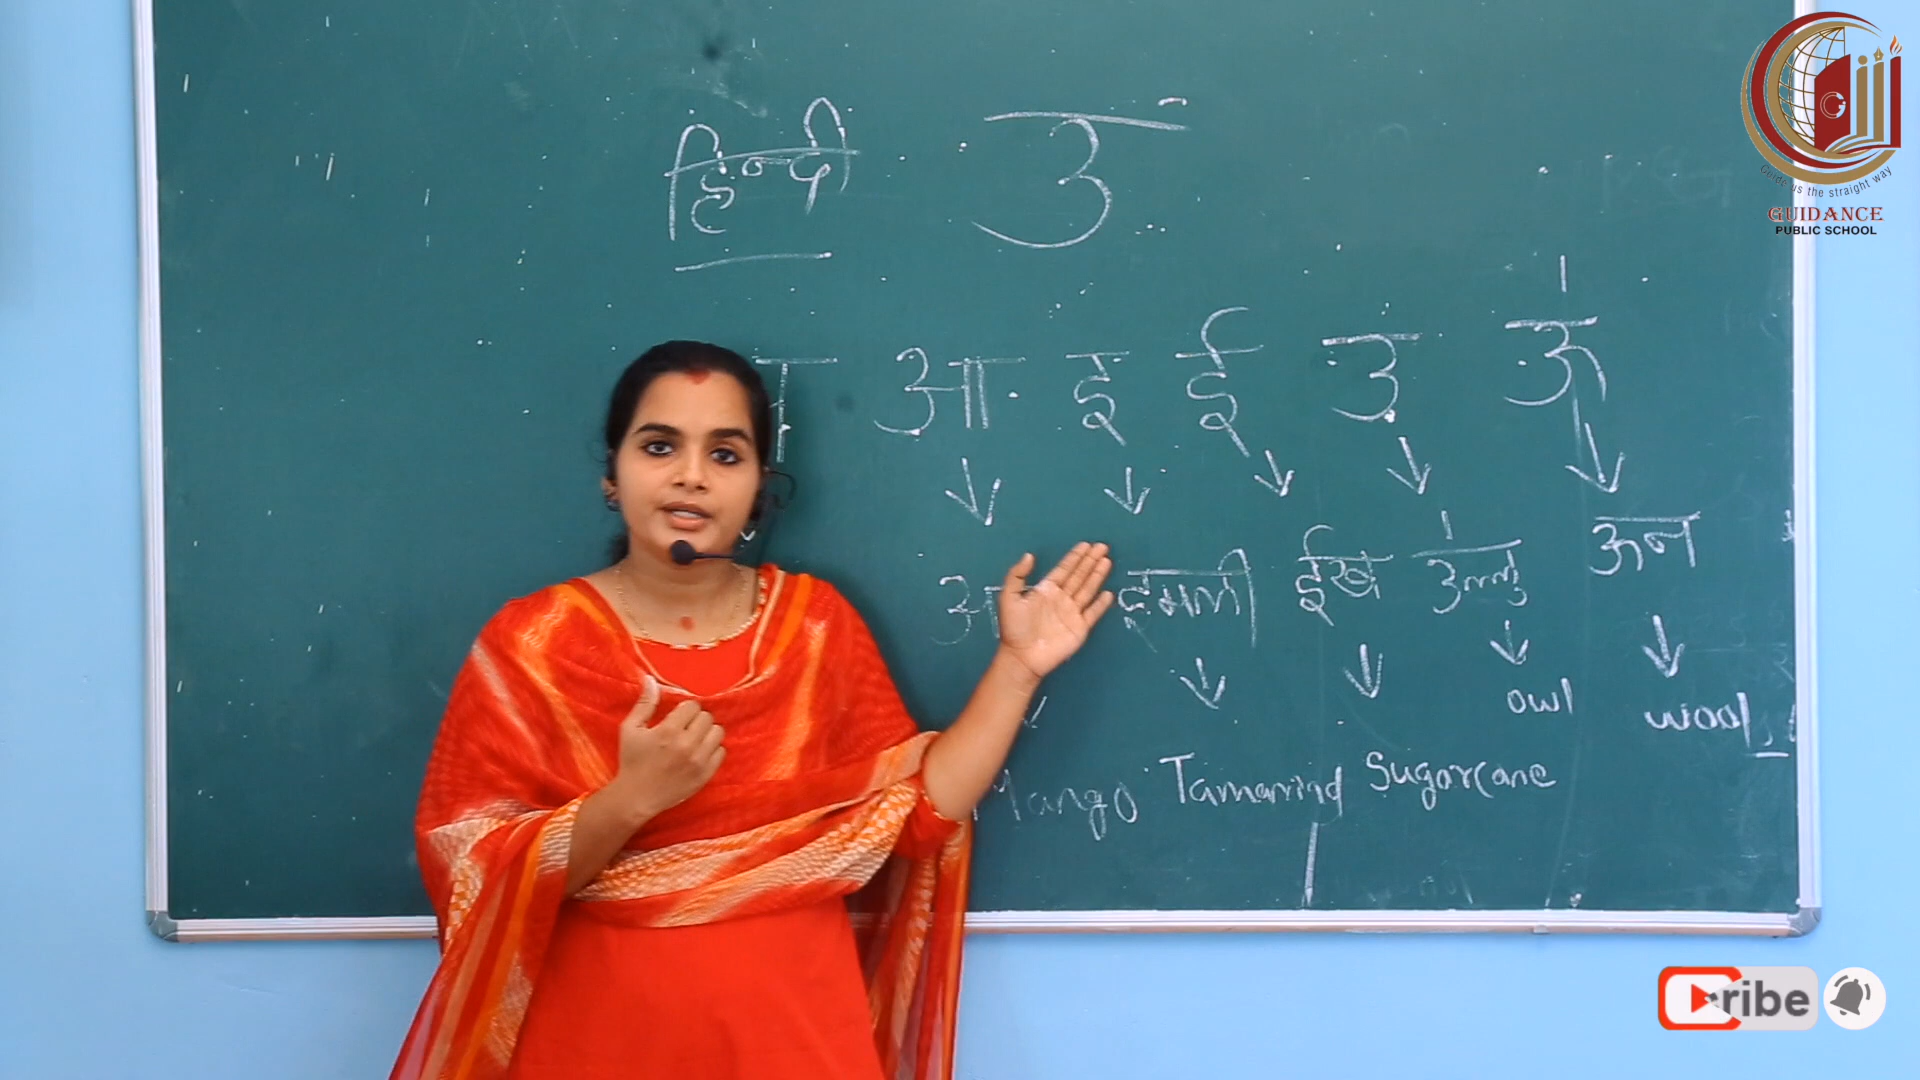 हिन्दी उ
आ इ ई उ ऊ
इमली ईख उल्लू ऊन
owl wool
Mango Tamarind Sugarcane
Guide us the straight way
GUIDANCE
PUBLIC SCHOOL
ribe